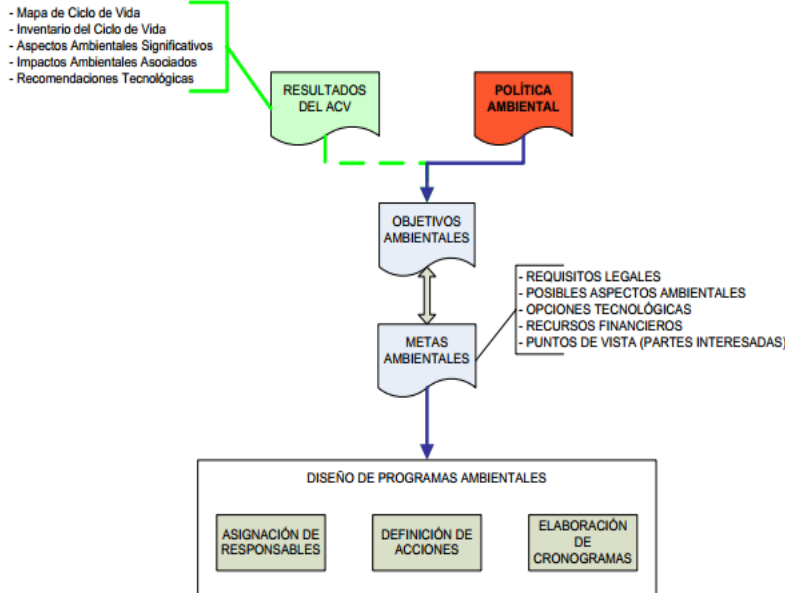 - Mapa de Ciclo de Vida
- Inventario del Ciclo de Vida
- Aspectos Ambientales Significativos
- Impactos Ambientales Asociados
- Recomendaciones Tecnológicas
RESULTADOS
DEL ACV
POLÍTICA
AMBIENTAL
OBJETIVOS
AMBIENTALES
- REQUISITOS LEGALES
- POSIBLES ASPECTOS AMBIENTALES
- OPCIONES TECNOLÓGICAS
- RECURSOS FINANCIEROS
- PUNTOS DE VISTA (PARTES INTERESADAS)
METAS
AMBIENTALES
DISEÑO DE PROGRAMAS AMBIENTALES
ASIGNACIÓN DE
RESPONSABLES
DEFINICIÓN DE
ACCIONES
ELABORACIÓN
DE
CRONOGRAMAS